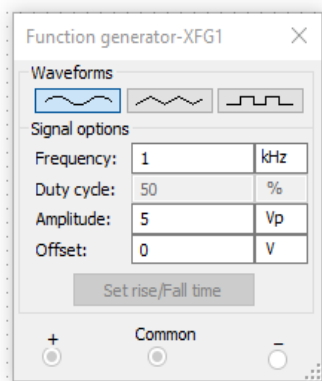 Function generator-XFG1
Waveforms
Signal options
Frequency: 1 kHz
Duty cycle: 50 %
Amplitude: 5 Vp
Offset: 0 V
Set rise/Fall time
+ Common −